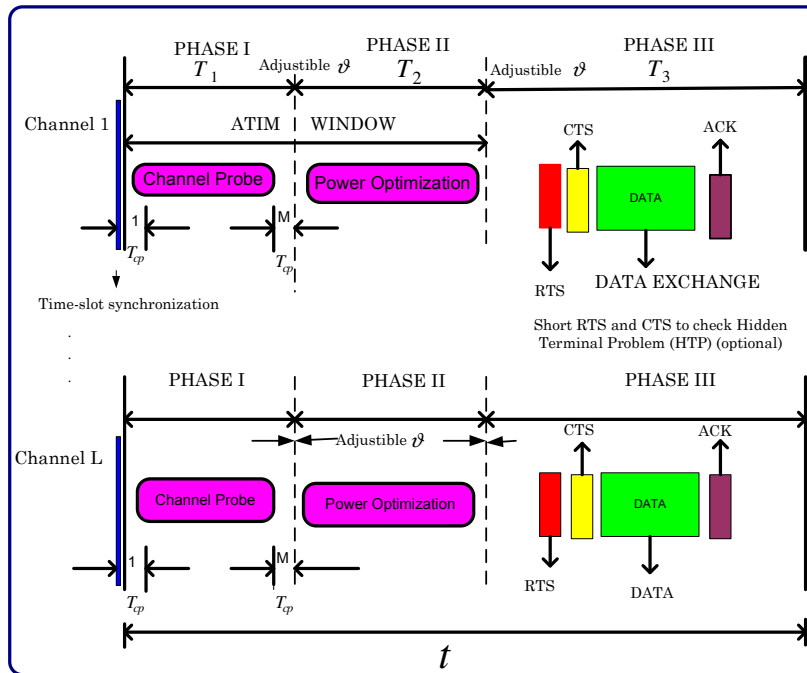 PHASE I
PHASE II
PHASE III
T1
Adjustible ϑ
T2
Adjustible ϑ
T3
Channel 1
ATIM WINDOW
CTS
ACK
Channel Probe
Power Optimization
DATA
1
M
Tcp
Tcp
RTS
DATA EXCHANGE
Time-slot synchronization
Short RTS and CTS to check Hidden
Terminal Problem (HTP) (optional)
.
.
.
PHASE I
PHASE II
PHASE III
Adjustible ϑ
CTS
ACK
Channel L
Channel Probe
Power Optimization
DATA
1
M
Tcp
Tcp
RTS
DATA
t